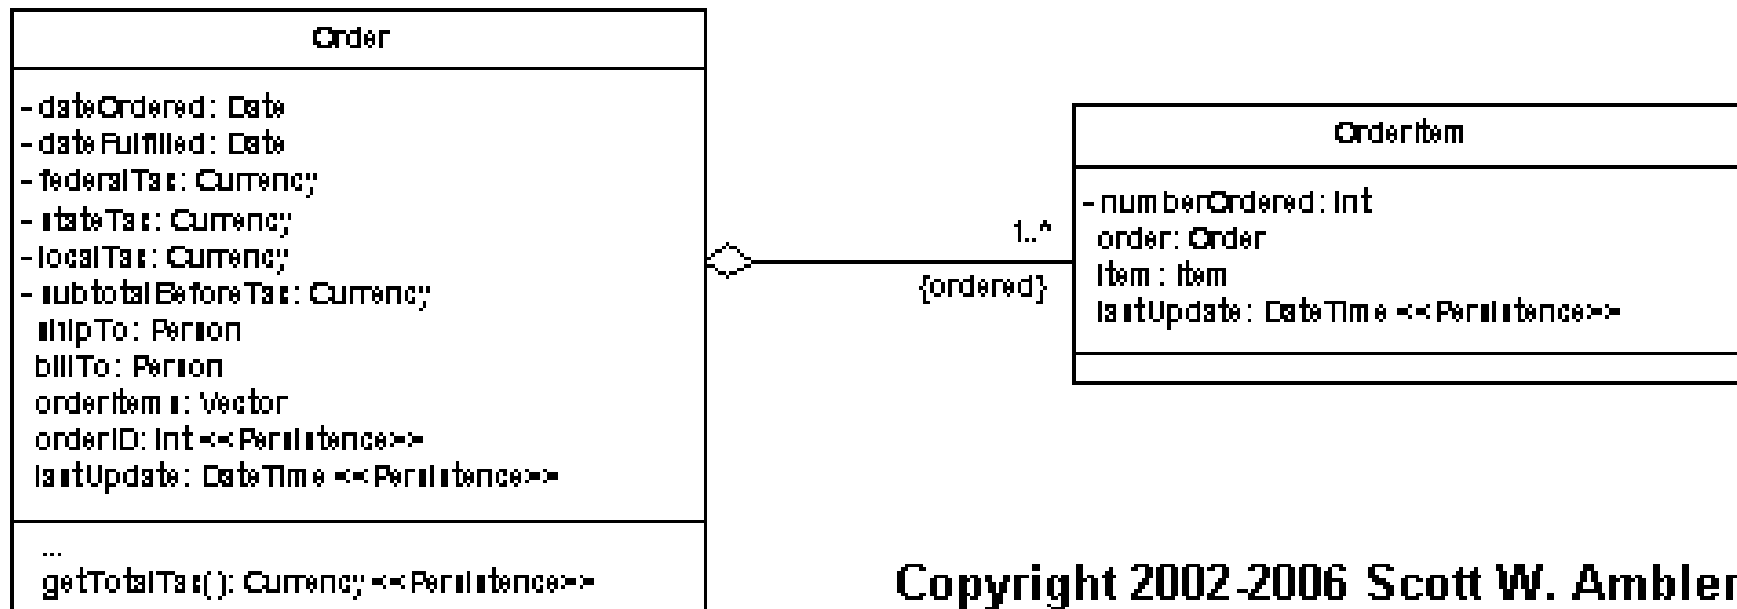 Order
- dateOrdered: Date
- dateFulfilled: Date
- federalTax: Currency
- stateTax: Currency
- localTax: Currency
- subtotalBeforeTax: Currency
shipTo: Person
billTo: Person
orderItems: Vector
orderID: Int <<Persistence>>
lastUpdate: DateTime <<Persistence>>
...
getTotalTax(): Currency <<Persistence>>
1..*
{ordered}
OrderItem
- numberOrdered: Int
order: Order
item: Item
lastUpdate: DateTime <<Persistence>>
Copyright 2002-2006 Scott W. Ambler